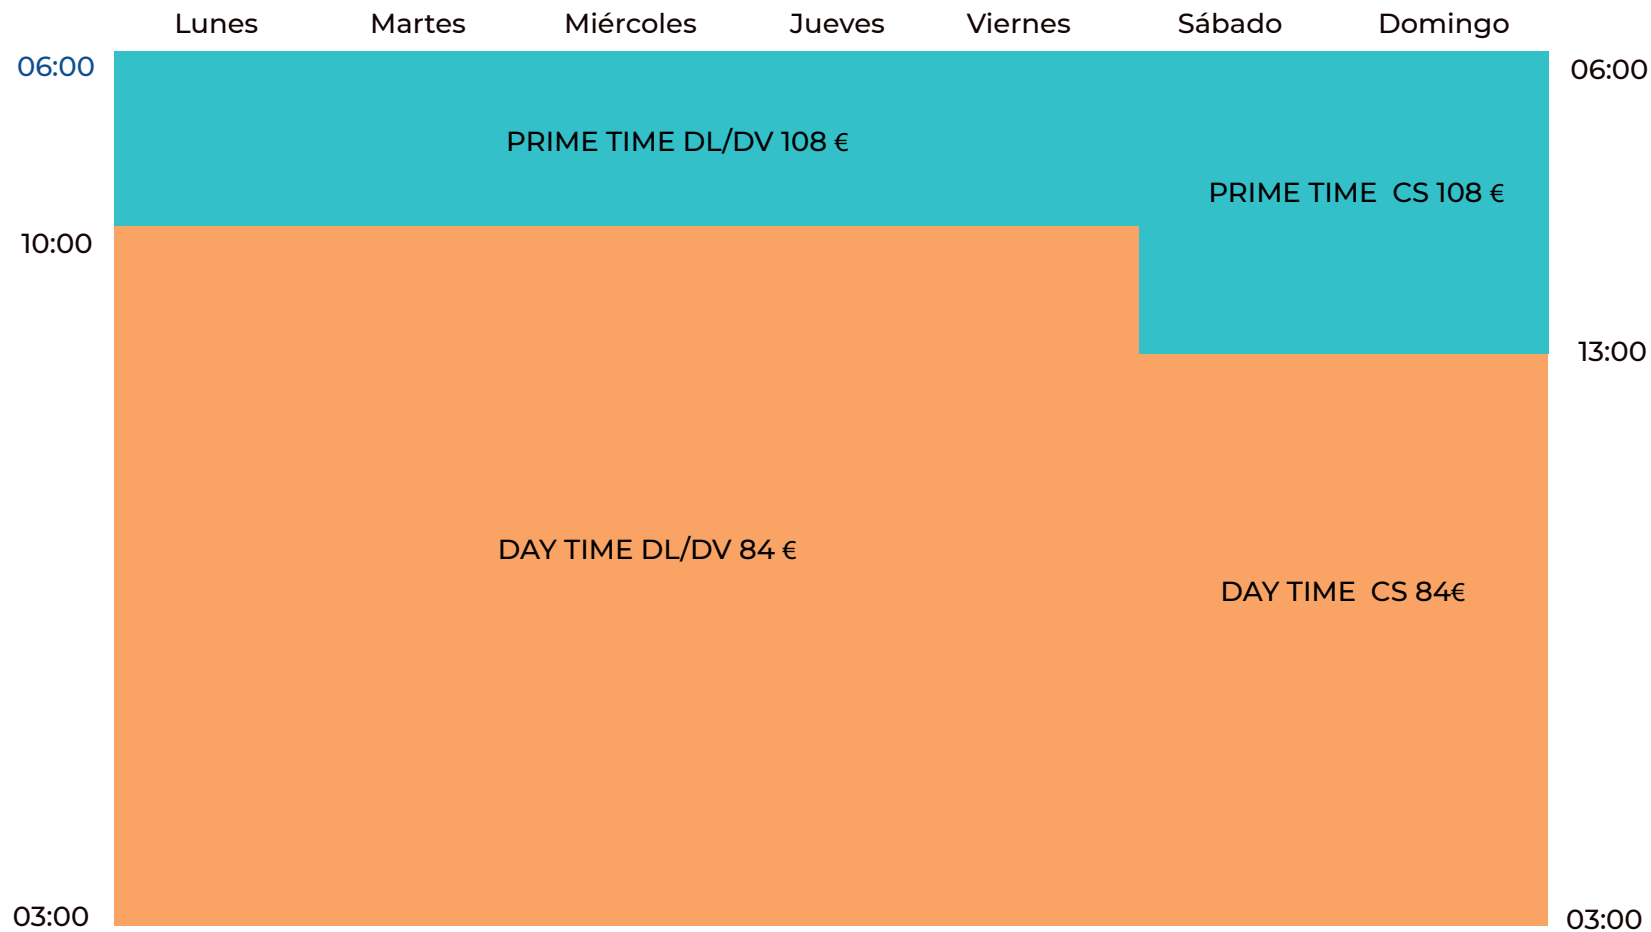 Lunes Martes Miércoles Jueves Viernes Sábado Domingo
06:00 06:00
PRIME TIME DL/DV 108 €
PRIME TIME CS 108 €
10:00
13:00
DAY TIME DL/DV 84 €
DAY TIME CS 84€
03:00 03:00